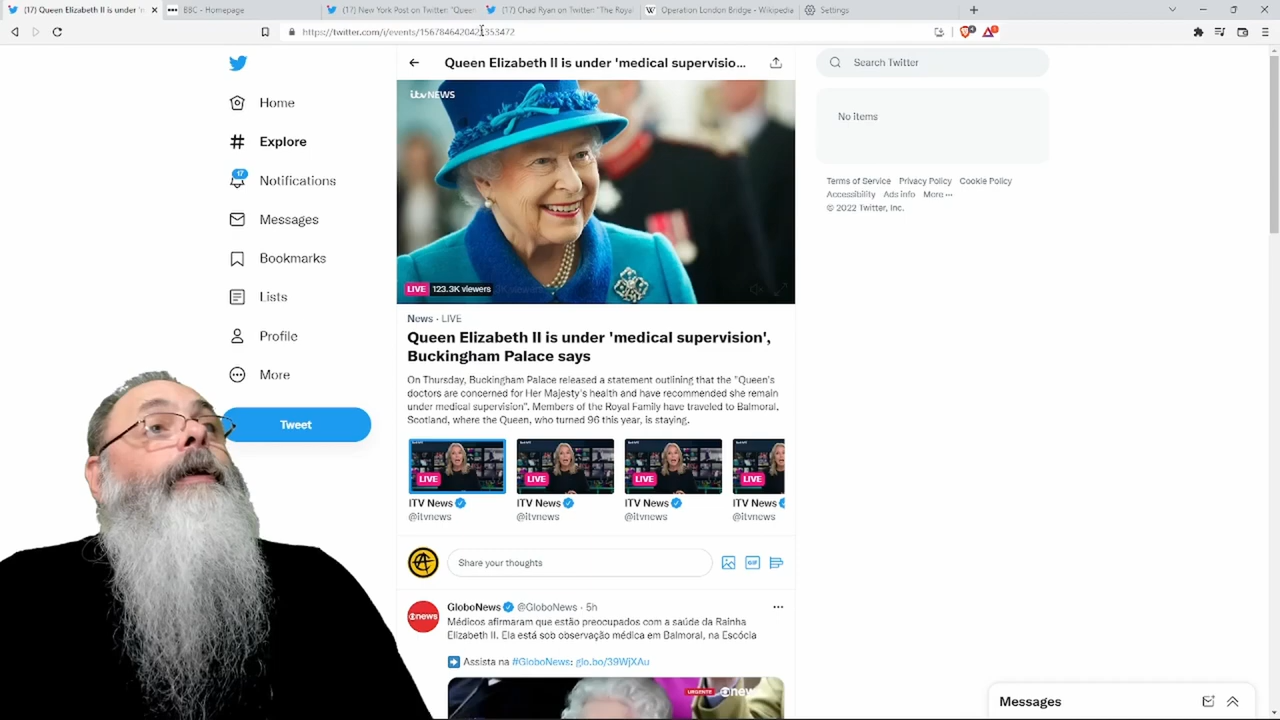 (17) Queen Elizabeth II is under 'm
BBC - Homepage
(17) New York Post on Twitter: "Queen
(17) Chad Ryan on Twitter: "The Royal
Operation London Bridge - Wikipedia
Settings
Queen Elizabeth II is under 'medical supervisio...
Search Twitter
itv NEWS
Home
Explore
17
Notifications
Messages
Bookmarks
Lists
Profile
More
Tweet
No items
Terms of Service Privacy Policy Cookie Policy
Accessibility Ads info More ···
© 2022 Twitter, Inc.
LIVE 123.3K viewers
News · LIVE
Queen Elizabeth II is under 'medical supervision',
Buckingham Palace says
On Thursday, Buckingham Palace released a statement outlining that the "Queen's
doctors are concerned for Her Majesty's health and have recommended she remain
under medical supervision". Members of the Royal Family have traveled to Balmoral,
Scotland, where the Queen, who turned 96 this year, is staying.
LIVE LIVE LIVE LIVE
ITV News ITV News ITV News ITV News
@itvnews @itvnews @itvnews @itvnews
Share your thoughts
GIF
GloboNews @GloboNews · 5h
Médicos afirmaram que estão preocupados com a saúde da Rainha
Elizabeth II. Ela está sob observação médica em Balmoral, na Escócia
Assista na #GloboNews: glo.bo/39WjXAu
URGENTE
news
Messages